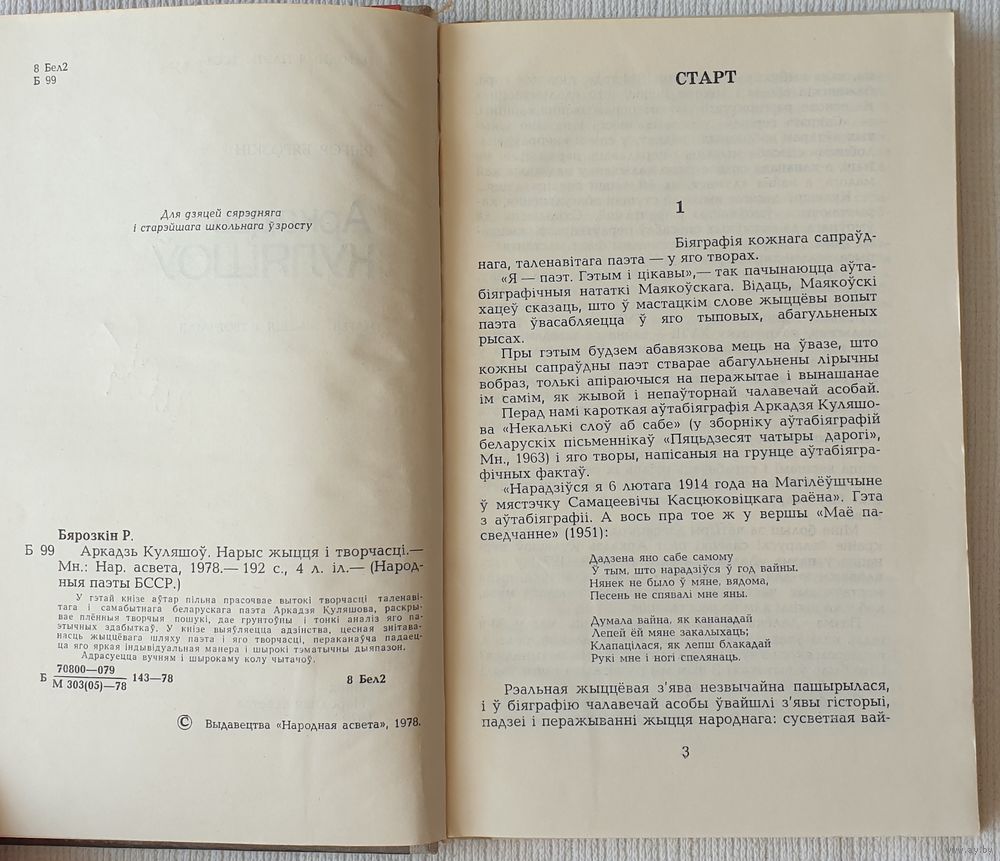 8 Бел2
Б 99
Для дзяцей сярэдняга
і старэйшага школьнага ўзросту
Бярозкін Р.
Б 99 Аркадзь Куляшоў. Нарыс жыцця і творчасці.—
Мн.: Нар. асвета, 1978.— 192 с., 4 л. іл.— (Народ-
ныя паэты БССР.)
У гэтай кнізе аўтар пільна прасочвае вытокі творчасці таленаві-
тага і самабытнага беларускага паэта Аркадзя Куляшова, раскры-
вае плённыя творчыя пошукі, дае грунтоўны і тонкі аналіз яго па-
этычных здабыткаў. У кнізе выяўляецца адзінства, цесная знітава-
насць жыццёвага шляху паэта і яго творчасці, пераканаўча падаец-
ца яго яркая індывідуальная манера і шырокі тэматычны дыяпазон.
Адрасуецца вучням і шырокаму колу чытачоў.
Б 70800—079
М 303(05)—78 143—78 8 Бел2
© Выдавецтва «Народная асвета», 1978.
СТАРТ
1
Біяграфія кожнага сапраўд-
нага, таленавітага паэта — у яго творах.
«Я — паэт. Гэтым і цікавы»,— так пачынаюцца аўта-
біяграфічныя нататкі Маякоўскага. Відаць, Маякоўскі
хацеў сказаць, што ў мастацкім слове жыццёвы вопыт
паэта ўвасабляецца ў яго тыповых, абагульненых
рысах.
Пры гэтым будзем абавязкова мець на ўвазе, што
кожны сапраўдны паэт стварае абагульнены лірычны
вобраз, толькі апіраючыся на перажытае і вынашанае
ім самім, як жывой і непаўторнай чалавечай асобай.
Перад намі кароткая аўтабіяграфія Аркадзя Куляшо-
ва «Некалькі слоў аб сабе» (у зборніку аўтабіяграфій
беларускіх пісьменнікаў «Пяцьдзесят чатыры дарогі»,
Мн., 1963) і яго творы, напісаныя на грунце аўтабіягра-
фічных фактаў.
«Нарадзіўся я 6 лютага 1914 года на Магілёўшчыне
ў мястэчку Самацеевічы Касцюковіцкага раёна». Гэта
з аўтабіяграфіі. А вось пра тое ж у вершы «Маё па-
сведчанне» (1951):
Дадзена яно сабе самому
Ў тым, што нарадзіўся ў год вайны.
Нянек не было ў мяне, вядома,
Песень не спявалі мне яны.
Думала вайна, як кананадай
Лепей ёй мяне закалыхаць;
Клапацілася, як лепш блакадай
Рукі мне і ногі спелянаць.
Рэальная жыццёвая з'ява незвычайна пашырылася,
і ў біяграфію чалавечай асобы ўвайшлі з'явы гісторыі,
падзеі і перажыванні жыцця народнага: сусветная вай-
3
www.ay.by